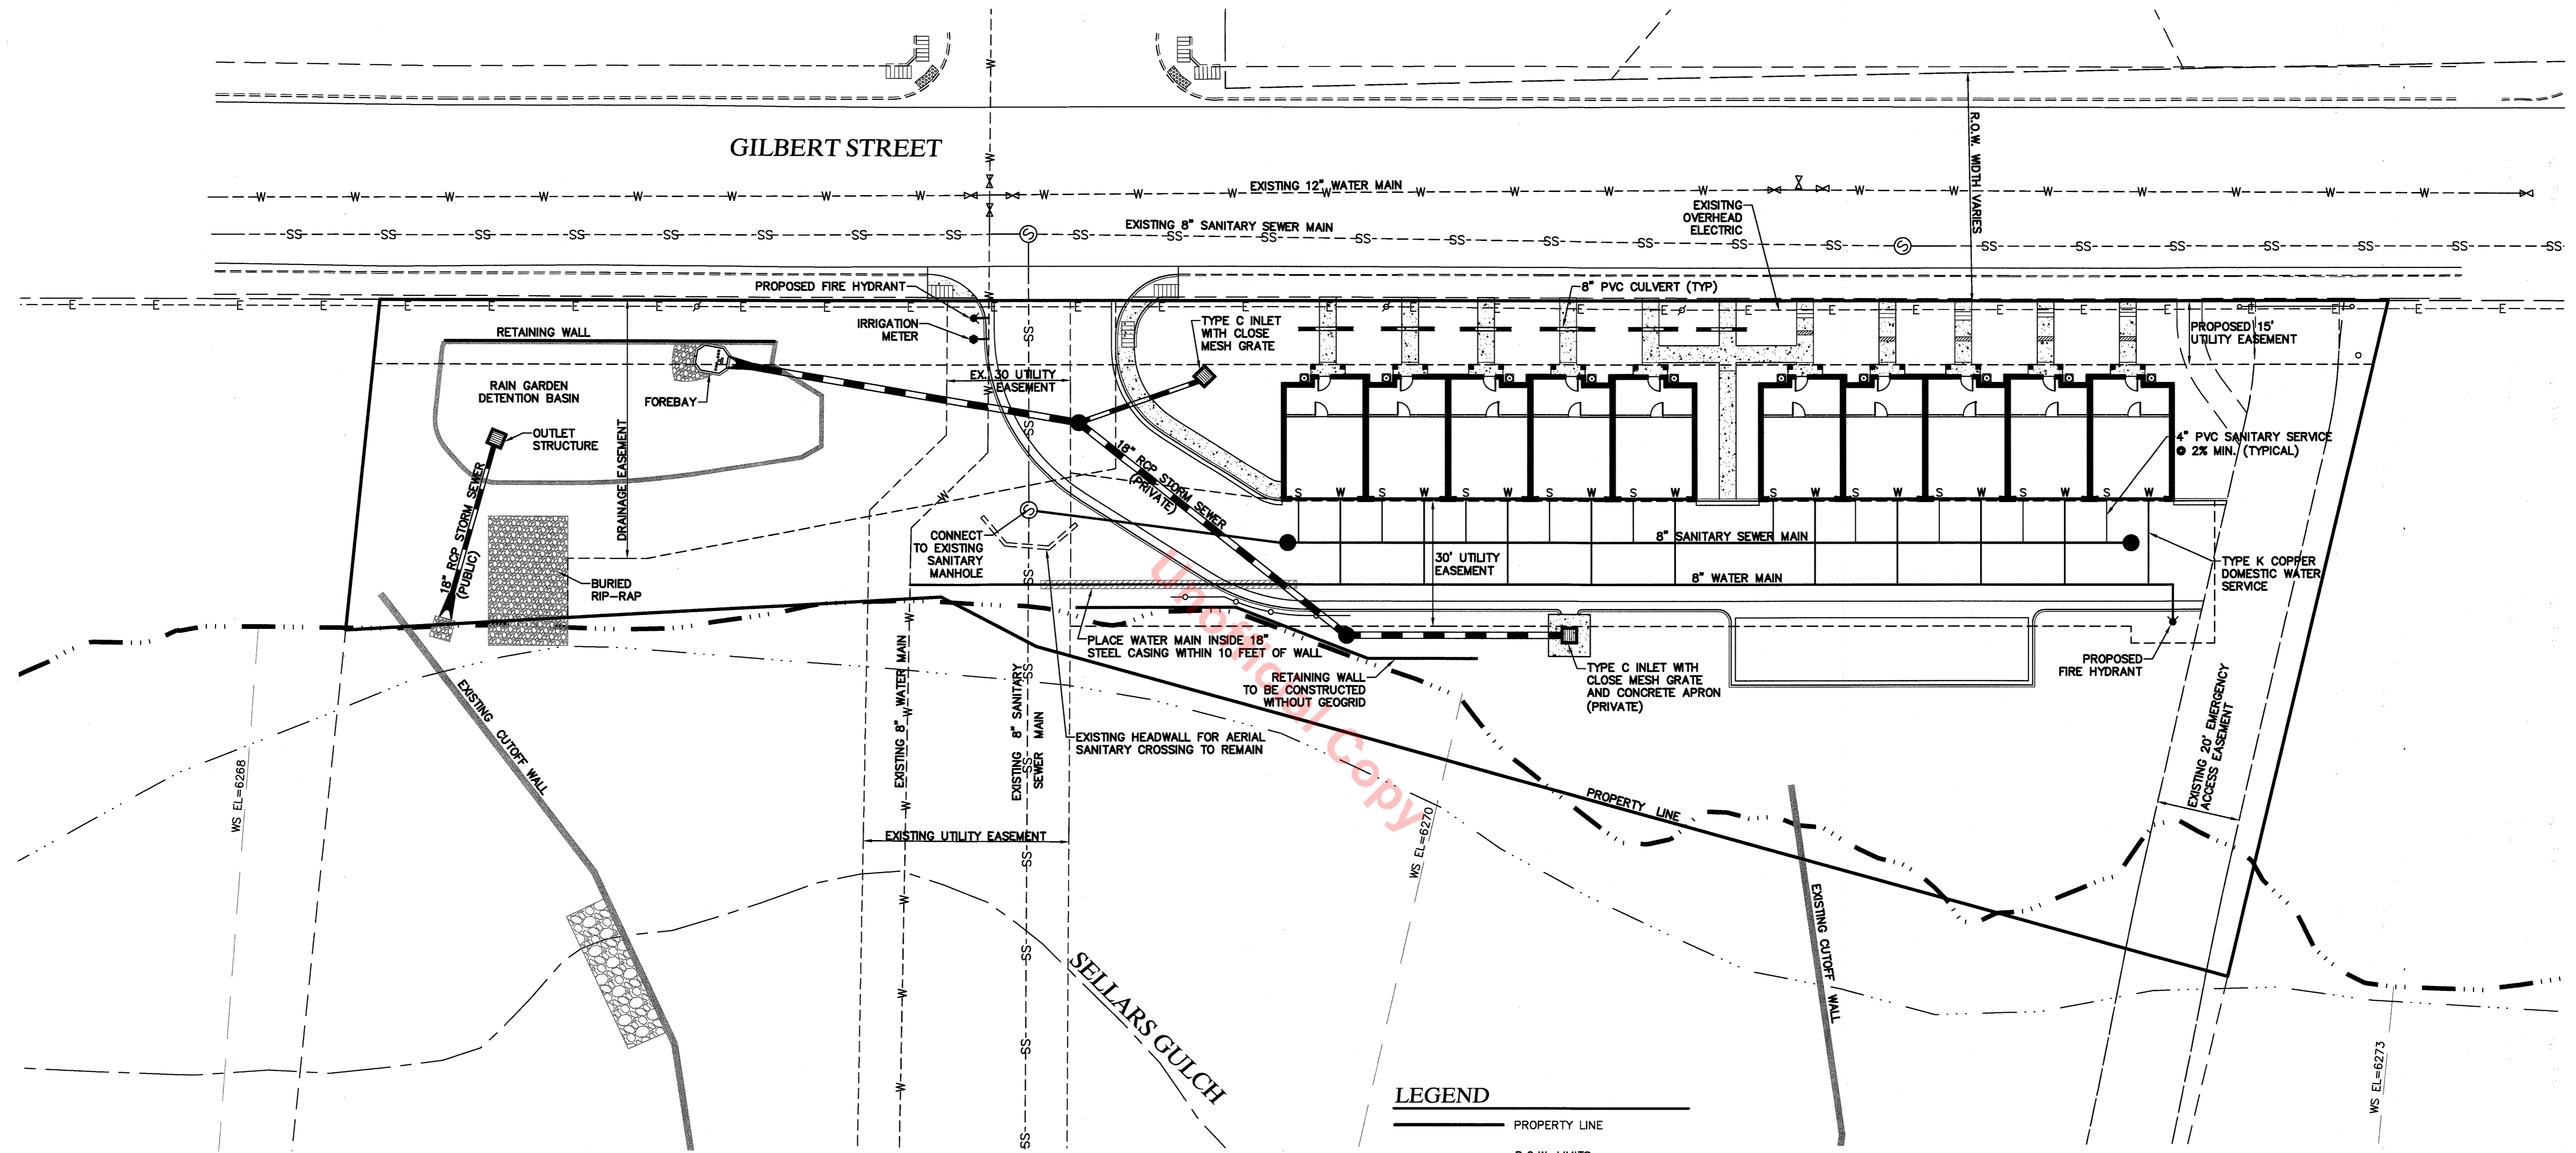 GILBERT STREET
EXISTING 12" WATER MAIN
R.O.W. WIDTH VARIES
EXISTING 8" SANITARY SEWER MAIN
EXISITNG
OVERHEAD
ELECTRIC
PROPOSED FIRE HYDRANT
IRRIGATION
METER
8" PVC CULVERT (TYP)
TYPE C INLET
WITH CLOSE
MESH GRATE
RETAINING WALL
PROPOSED 15'
UTILITY EASEMENT
EX. 30 UTILITY
EASEMENT
RAIN GARDEN
DETENTION BASIN
FOREBAY
OUTLET
STRUCTURE
DRAINAGE EASEMENT
18" RCP STORM SEWER
(PUBLIC)
18" RCP STORM SEWER
(PRIVATE)
4" PVC SANITARY SERVICE
@ 2% MIN. (TYPICAL)
S W S W S W S W S W S W S W S W S W S W
CONNECT
TO EXISTING
SANITARY
MANHOLE
30' UTILITY
EASEMENT
8" SANITARY SEWER MAIN
8" WATER MAIN
TYPE K COPPER
DOMESTIC WATER
SERVICE
BURIED
RIP-RAP
PLACE WATER MAIN INSIDE 18"
STEEL CASING WITHIN 10 FEET OF WALL
RETAINING WALL
TO BE CONSTRUCTED
WITHOUT GEOGRID
TYPE C INLET WITH
CLOSE MESH GRATE
AND CONCRETE APRON
(PRIVATE)
PROPOSED
FIRE HYDRANT
EXISTING CUTOFF WALL
EXISTING 8" WATER MAIN
EXISTING 8" SANITARY
SEWER MAIN
EXISTING HEADWALL FOR AERIAL
SANITARY CROSSING TO REMAIN
EXISTING 20' EMERGENCY
ACCESS EASEMENT
WS EL=6268
WS EL=6270
PROPERTY LINE
EXISTING UTILITY EASEMENT
EXISTING CUTOFF WALL
SELLARS GULCH
WS EL=6273
Unofficial Copy
LEGEND
PROPERTY LINE